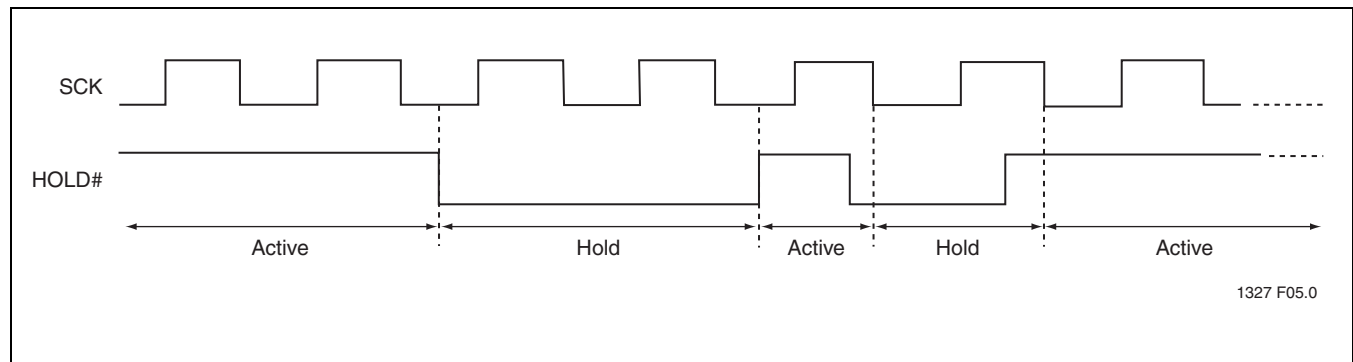 SCK
HOLD#
Active
Hold
Active
Hold
Active
1327 F05.0